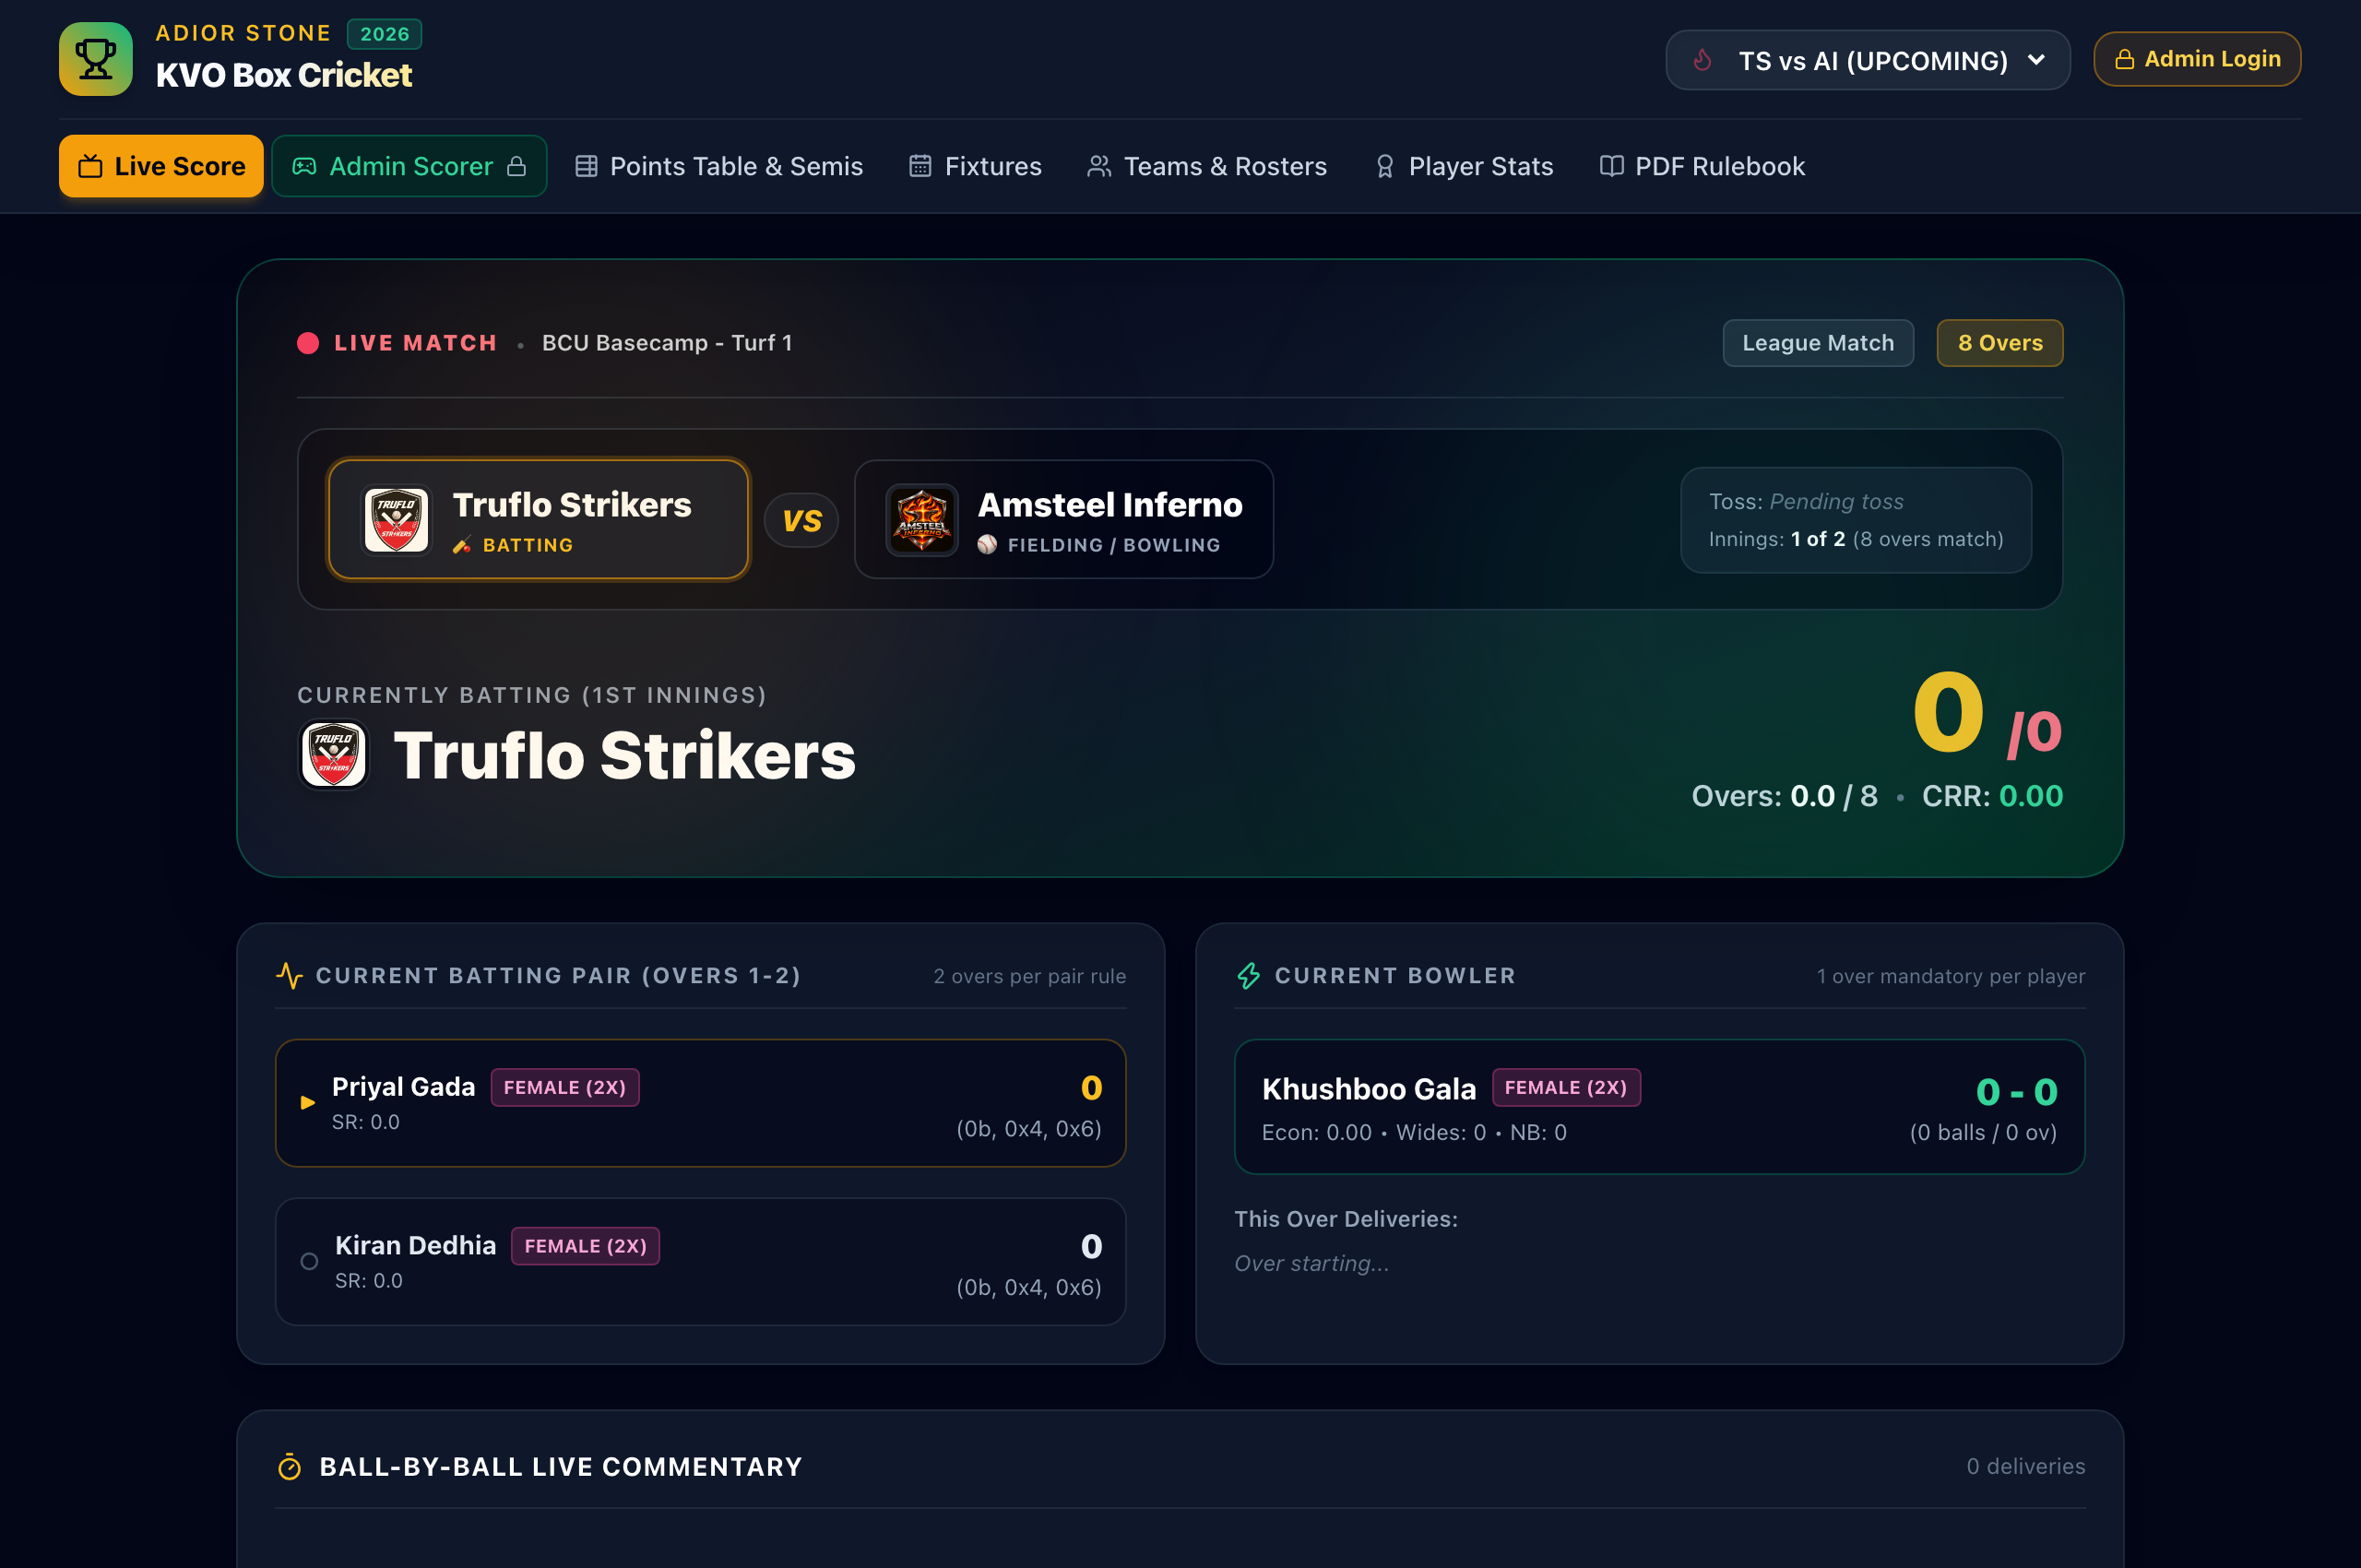 ADIOR STONE 2026
KVO Box Cricket
TS vs AI (UPCOMING)
Admin Login
Live Score
Admin Scorer
Points Table & Semis
Fixtures
Teams & Rosters
Player Stats
PDF Rulebook
LIVE MATCH • BCU Basecamp - Turf 1
League Match
8 Overs
TRUFLO
STRIKERS
Truflo Strikers
BATTING
VS
AMSTEEL
INFERNO
Amsteel Inferno
FIELDING / BOWLING
Toss: Pending toss
Innings: 1 of 2 (8 overs match)
CURRENTLY BATTING (1ST INNINGS)
TRUFLO
STRIKERS
Truflo Strikers
0 /0
Overs: 0.0 / 8 • CRR: 0.00
CURRENT BATTING PAIR (OVERS 1-2)
2 overs per pair rule
Priyal Gada FEMALE (2X)
SR: 0.0
0
(0b, 0x4, 0x6)
Kiran Dedhia FEMALE (2X)
SR: 0.0
0
(0b, 0x4, 0x6)
CURRENT BOWLER
1 over mandatory per player
Khushboo Gala FEMALE (2X)
Econ: 0.00 • Wides: 0 • NB: 0
0 - 0
(0 balls / 0 ov)
This Over Deliveries:
Over starting...
BALL-BY-BALL LIVE COMMENTARY
0 deliveries